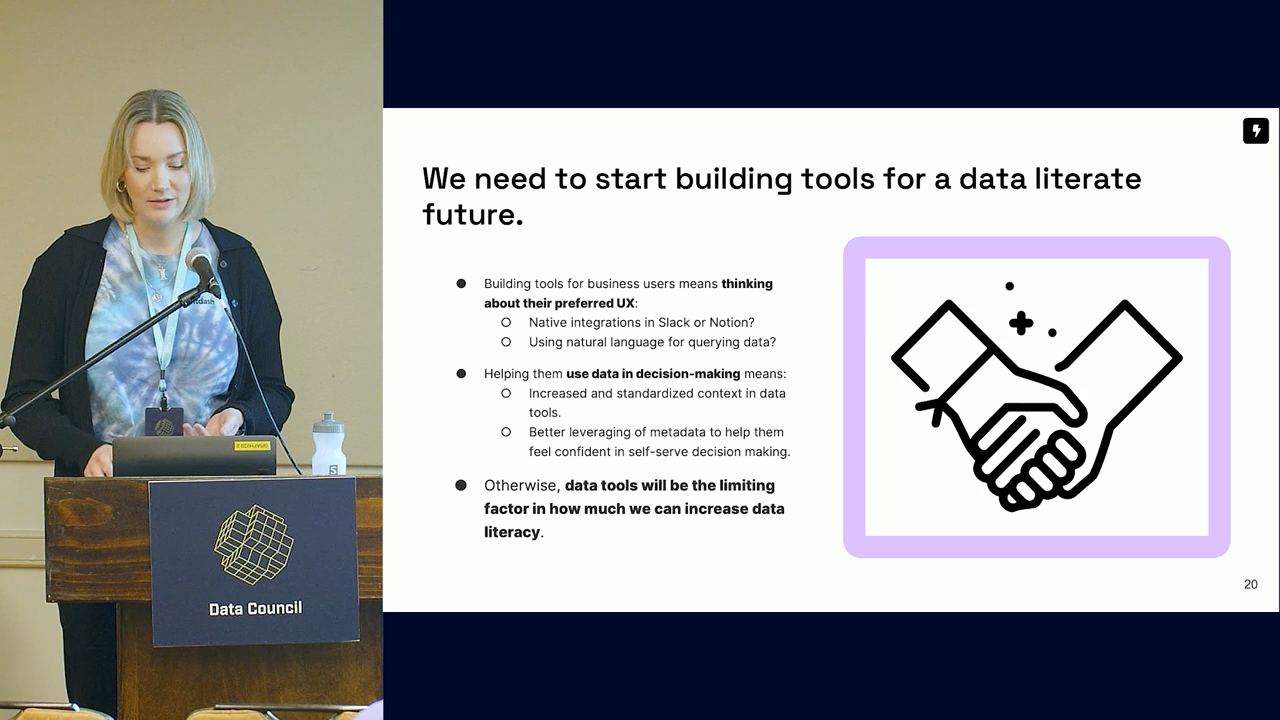 We need to start building tools for a data literate
future.
Building tools for business users means thinking
about their preferred UX:
Native integrations in Slack or Notion?
Using natural language for querying data?
Helping them use data in decision-making means:
Increased and standardized context in data
tools.
Better leveraging of metadata to help them
feel confident in self-serve decision making.
Otherwise, data tools will be the limiting
factor in how much we can increase data
literacy.
20
Data Council